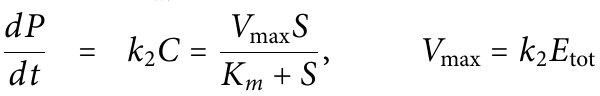 dP/dt = k₂C = V_max S / (K_m + S), V_max = k₂E_tot